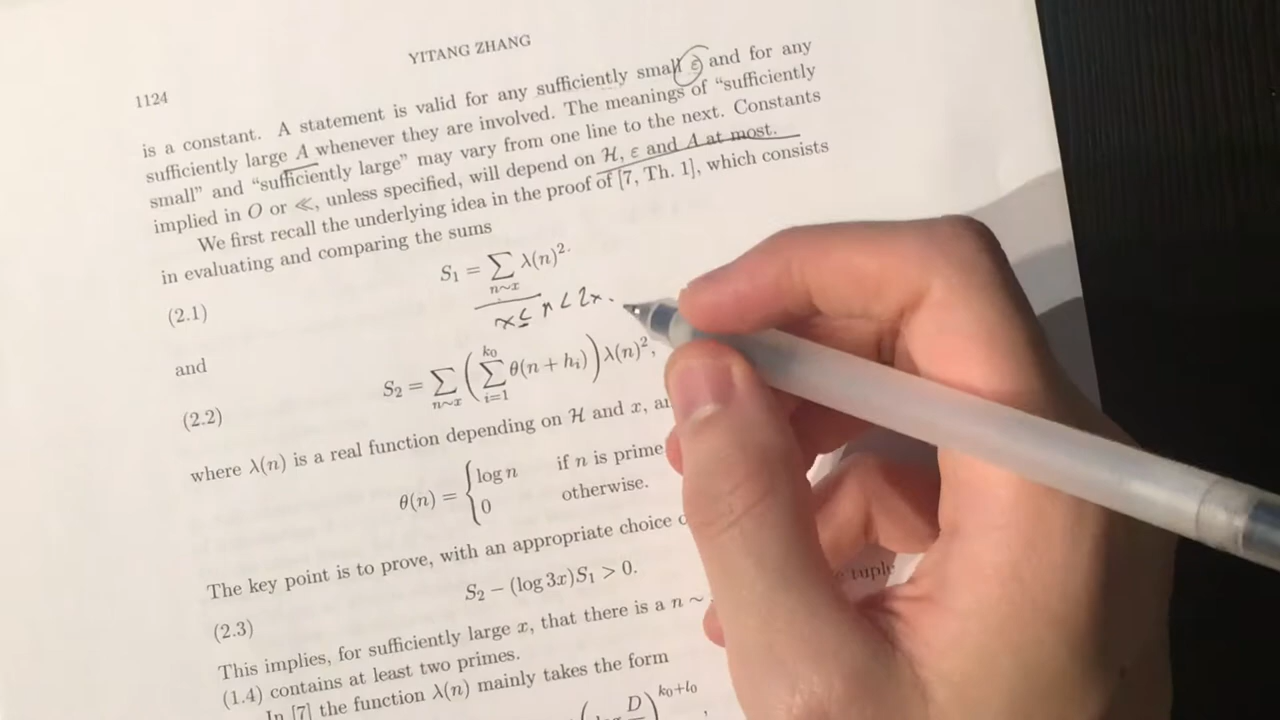 YITANG ZHANG
1124
is a constant. A statement is valid for any sufficiently small ε and for any
sufficiently large A whenever they are involved. The meanings of “sufficiently
small” and “sufficiently large” may vary from one line to the next. Constants
implied in O or ≪, unless specified, will depend on ℋ, ε and A at most.
We first recall the underlying idea in the proof of [7, Th. 1], which consists
in evaluating and comparing the sums
(2.1) S₁ = ∑_{n∼x} λ(n)²
x ≤ n < 2x.
and
(2.2) S₂ = ∑_{n∼x} (∑_{i=1}^{k₀} θ(n + hᵢ)) λ(n)²,
where λ(n) is a real function depending on ℋ and x,
θ(n) = { log n if n is prime
0 otherwise.
The key point is to prove, with an appropriate choice
(2.3) S₂ − (log 3x)S₁ > 0.
This implies, for sufficiently large x, that there is a n ∼ tuple
(1.4) contains at least two primes.
In [7] the function λ(n) mainly takes the form
D k₀+l₀ ,